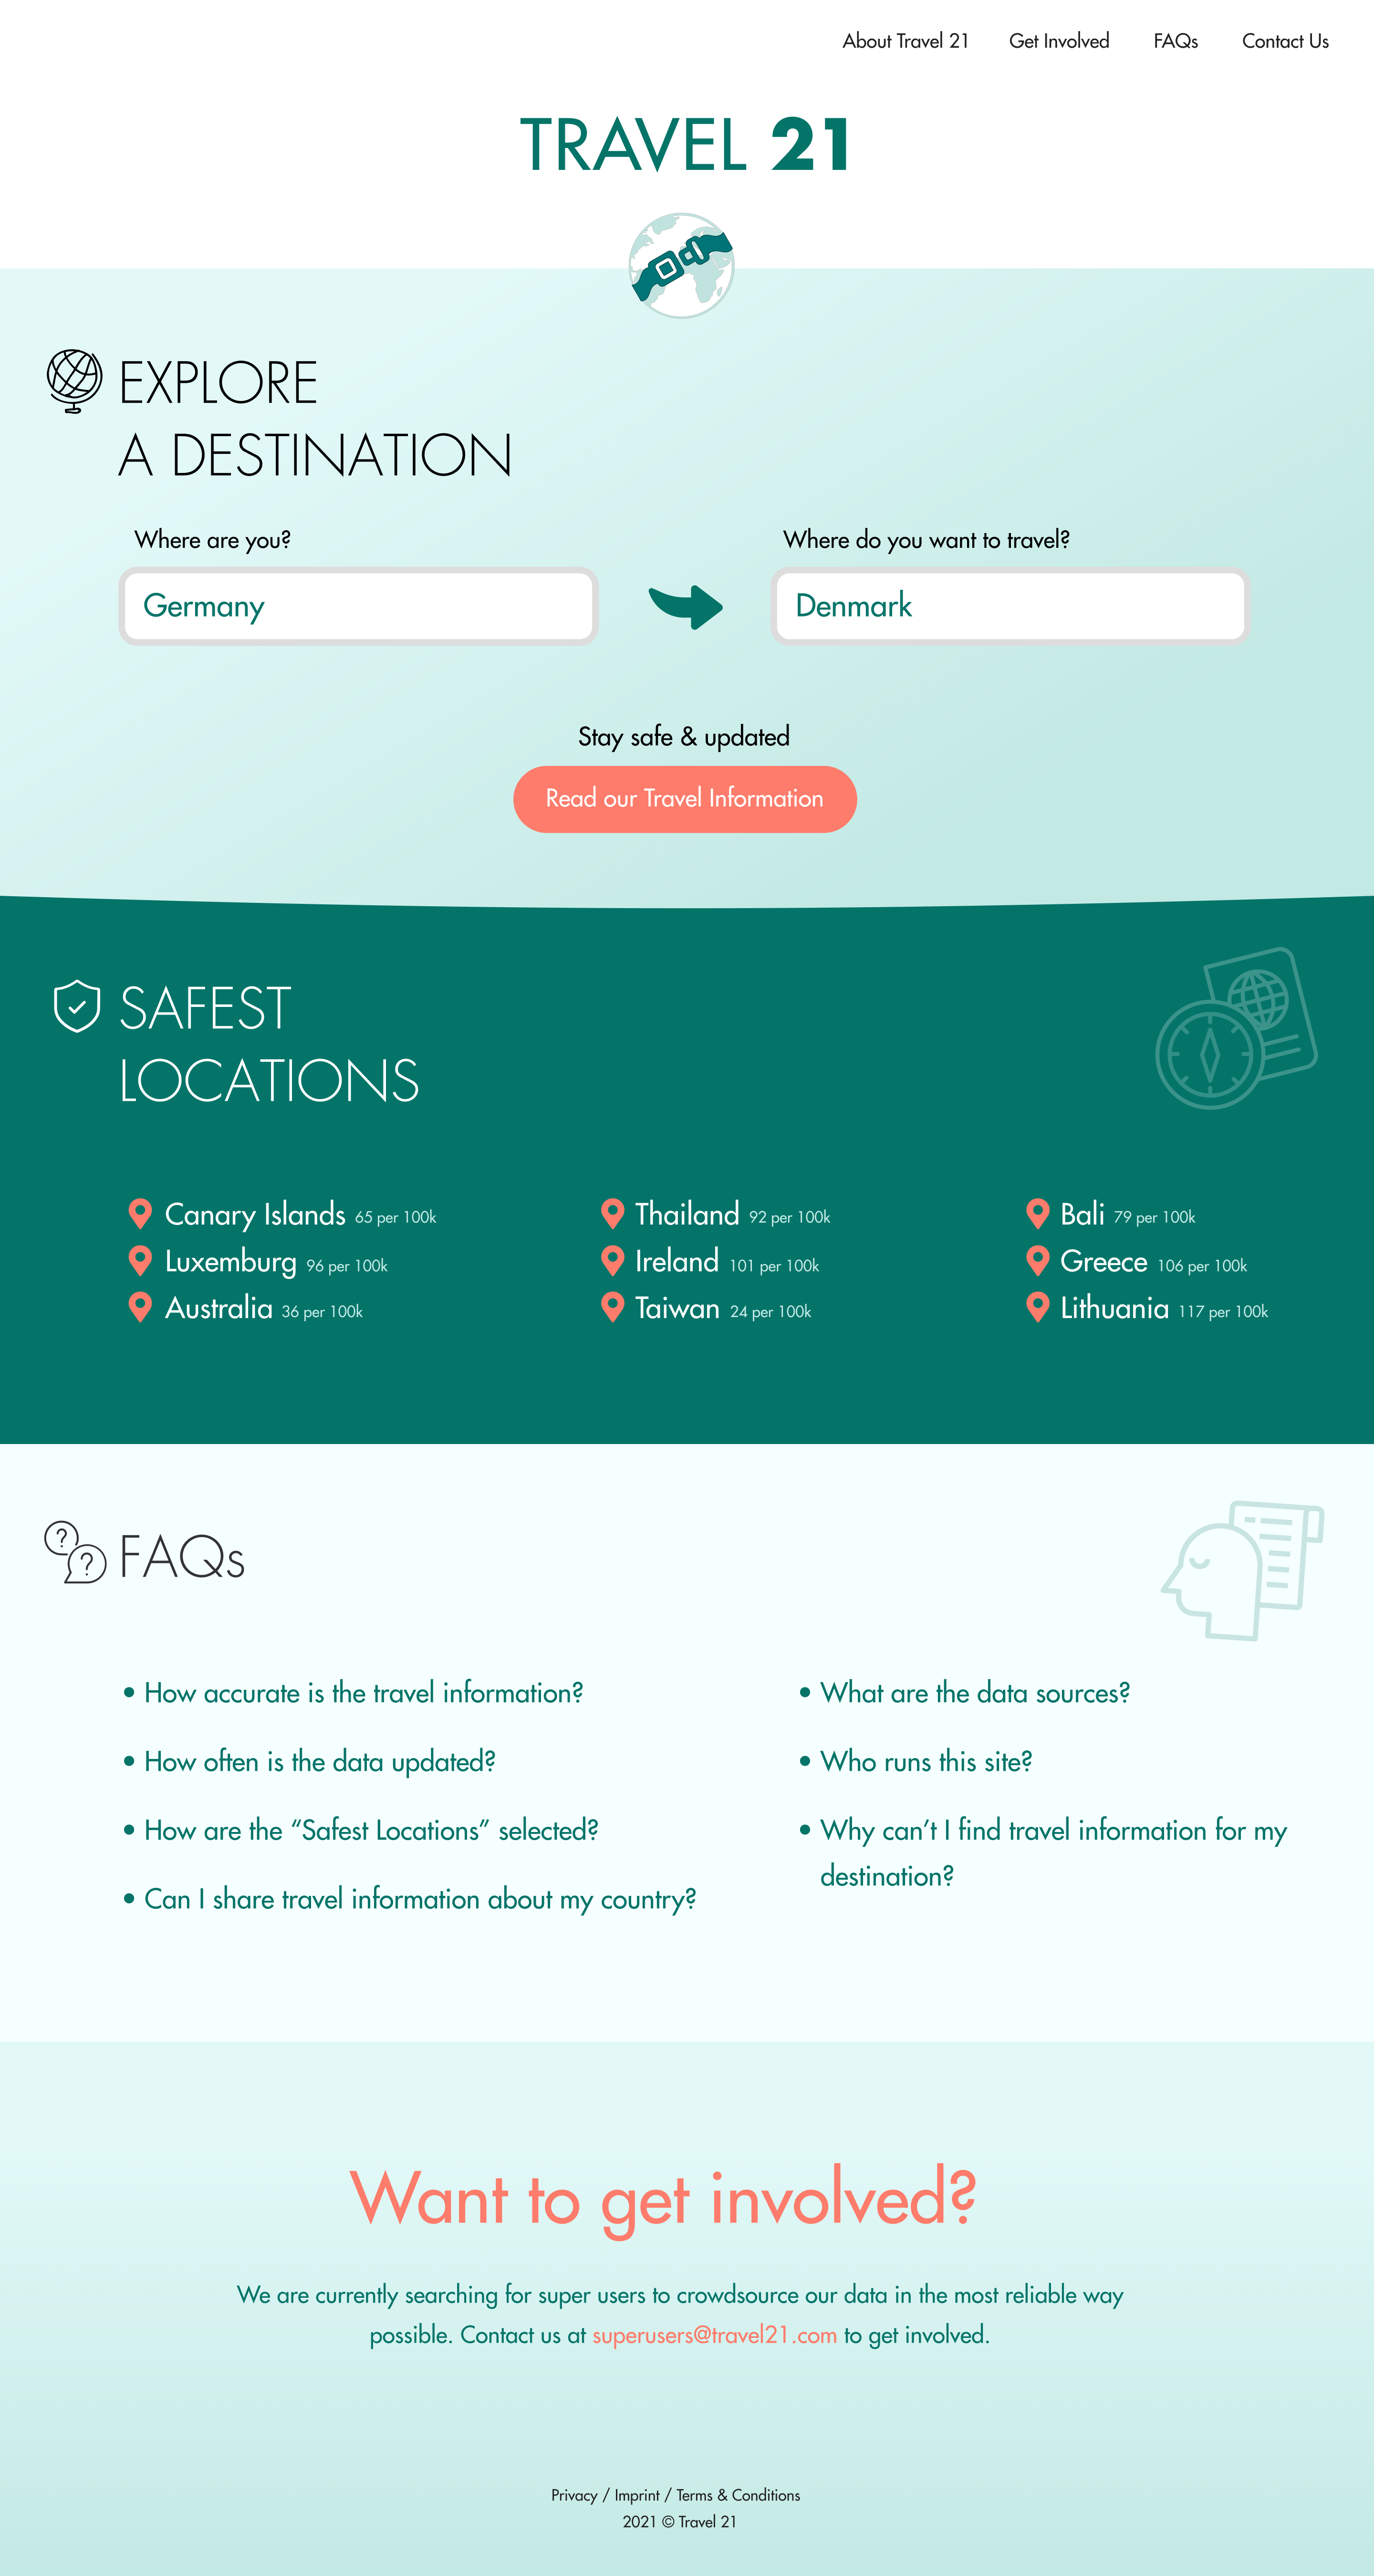 About Travel 21 Get Involved FAQs Contact Us
TRAVEL 21
EXPLORE
A DESTINATION
Where are you? Where do you want to travel?
Germany Denmark
Stay safe & updated
Read our Travel Information
SAFEST
LOCATIONS
Canary Islands 65 per 100k Thailand 92 per 100k Bali 79 per 100k
Luxemburg 96 per 100k Ireland 101 per 100k Greece 106 per 100k
Australia 36 per 100k Taiwan 24 per 100k Lithuania 117 per 100k
? ? FAQs
• How accurate is the travel information?
• How often is the data updated?
• How are the “Safest Locations” selected?
• Can I share travel information about my country?
• What are the data sources?
• Who runs this site?
• Why can’t I find travel information for my
destination?
Want to get involved?
We are currently searching for super users to crowdsource our data in the most reliable way
possible. Contact us at superusers@travel21.com to get involved.
Privacy / Imprint / Terms & Conditions
2021 © Travel 21